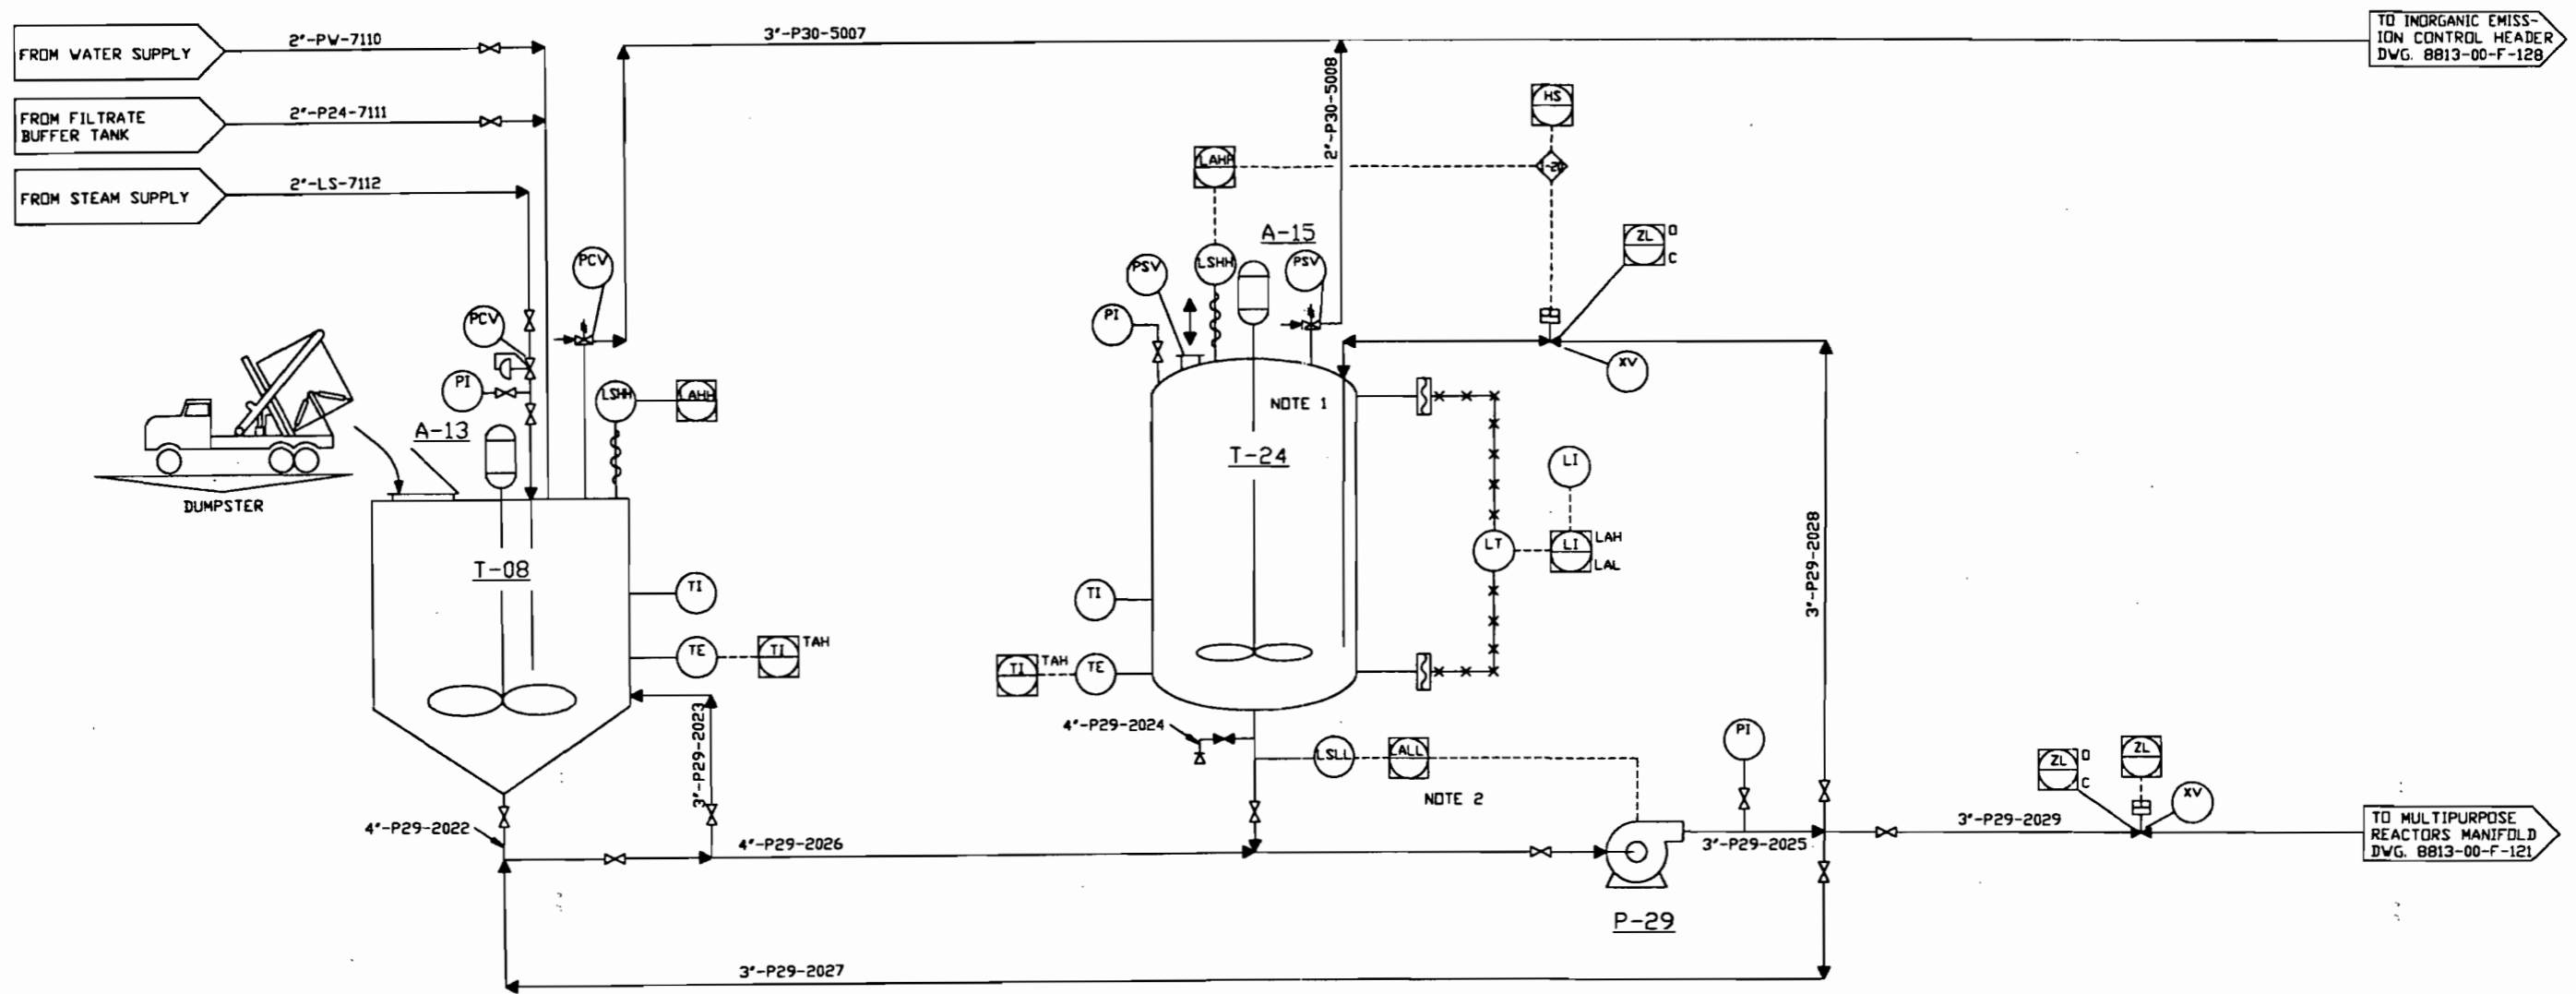 FROM WATER SUPPLY
2"-PW-7110
FROM FILTRATE
BUFFER TANK
2"-P24-7111
FROM STEAM SUPPLY
2"-LS-7112
3"-P30-5007
2"-P30-5008
TO INORGANIC EMISS-
ION CONTROL HEADER
DWG. 8813-00-F-128
HS
LAHH
A-15
ZL
O
C
PCV
PSV
LSHH
PSV
PI
PCV
XV
PI
LSHH
LAHH
NOTE 1
A-13
T-24
LI
DUMPSTER
T-08
LT
LI
LAH
LAL
3"-P29-2028
TI
TI
TE
TI
TAH
TI
TAH
TE
3"-P29-2023
4"-P29-2024
LSLL
LALL
NOTE 2
PI
ZL
O
C
ZL
XV
4"-P29-2022
4"-P29-2026
3"-P29-2025
3"-P29-2029
TO MULTIPURPOSE
REACTORS MANIFOLD
DWG. 8813-00-F-121
P-29
3"-P29-2027